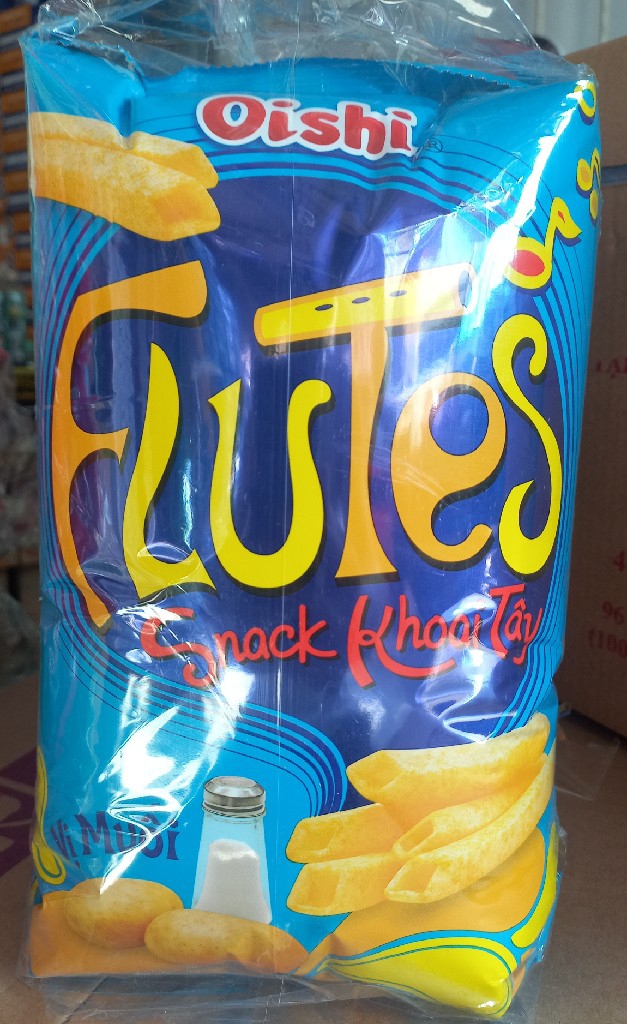 Oishi®
FLUTES
Snack Khoai Tây
Vị Muối